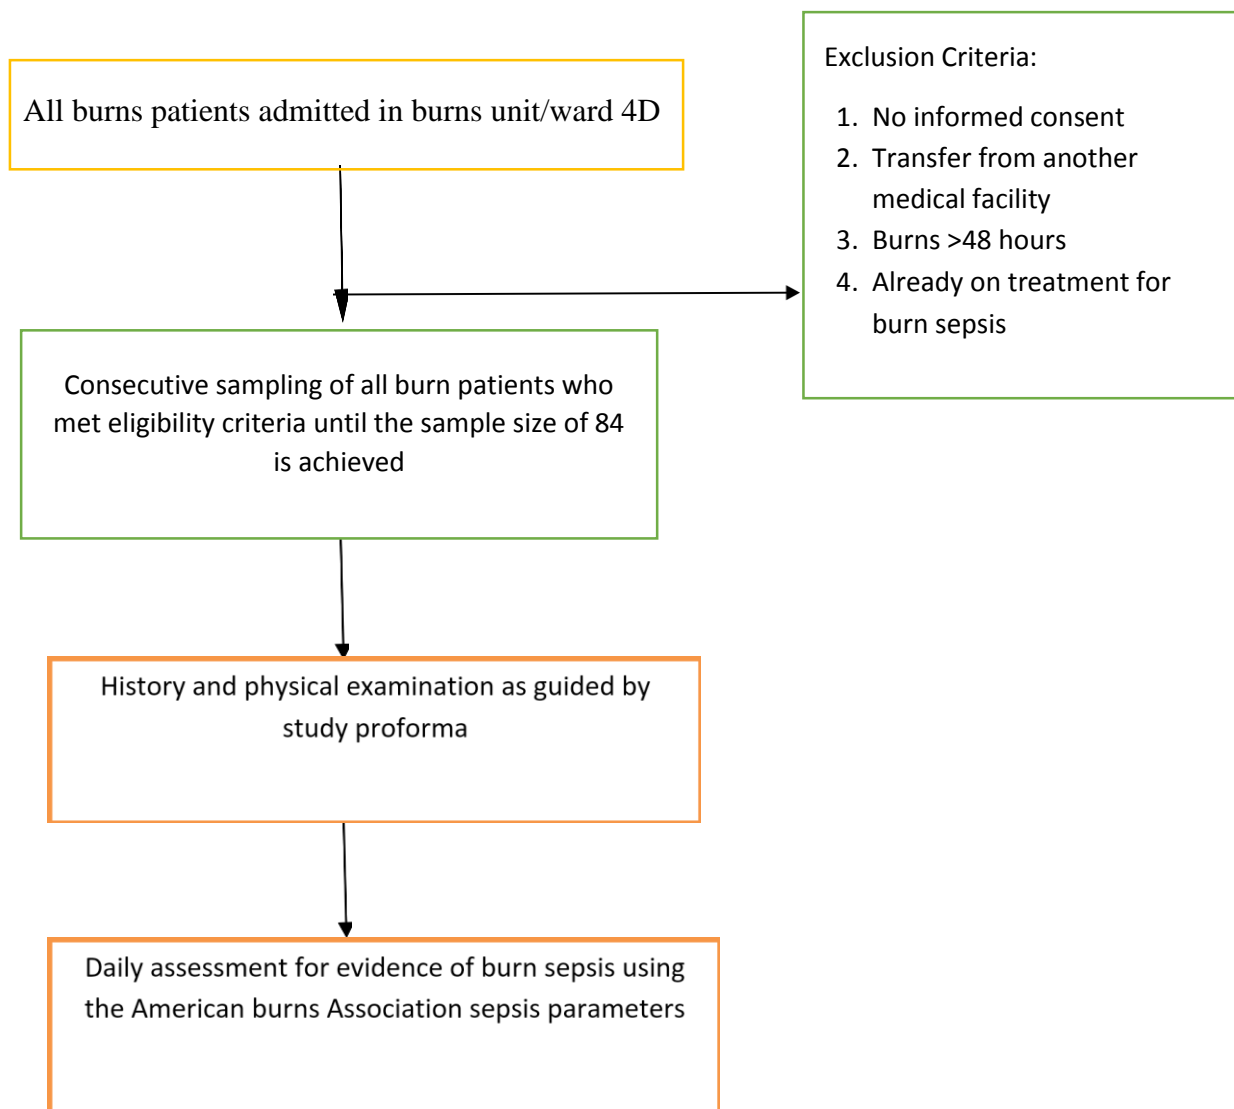 All burns patients admitted in burns unit/ward 4D
Exclusion Criteria:
1. No informed consent
2. Transfer from another
medical facility
3. Burns >48 hours
4. Already on treatment for
burn sepsis
Consecutive sampling of all burn patients who
met eligibility criteria until the sample size of 84
is achieved
History and physical examination as guided by
study proforma
Daily assessment for evidence of burn sepsis using
the American burns Association sepsis parameters